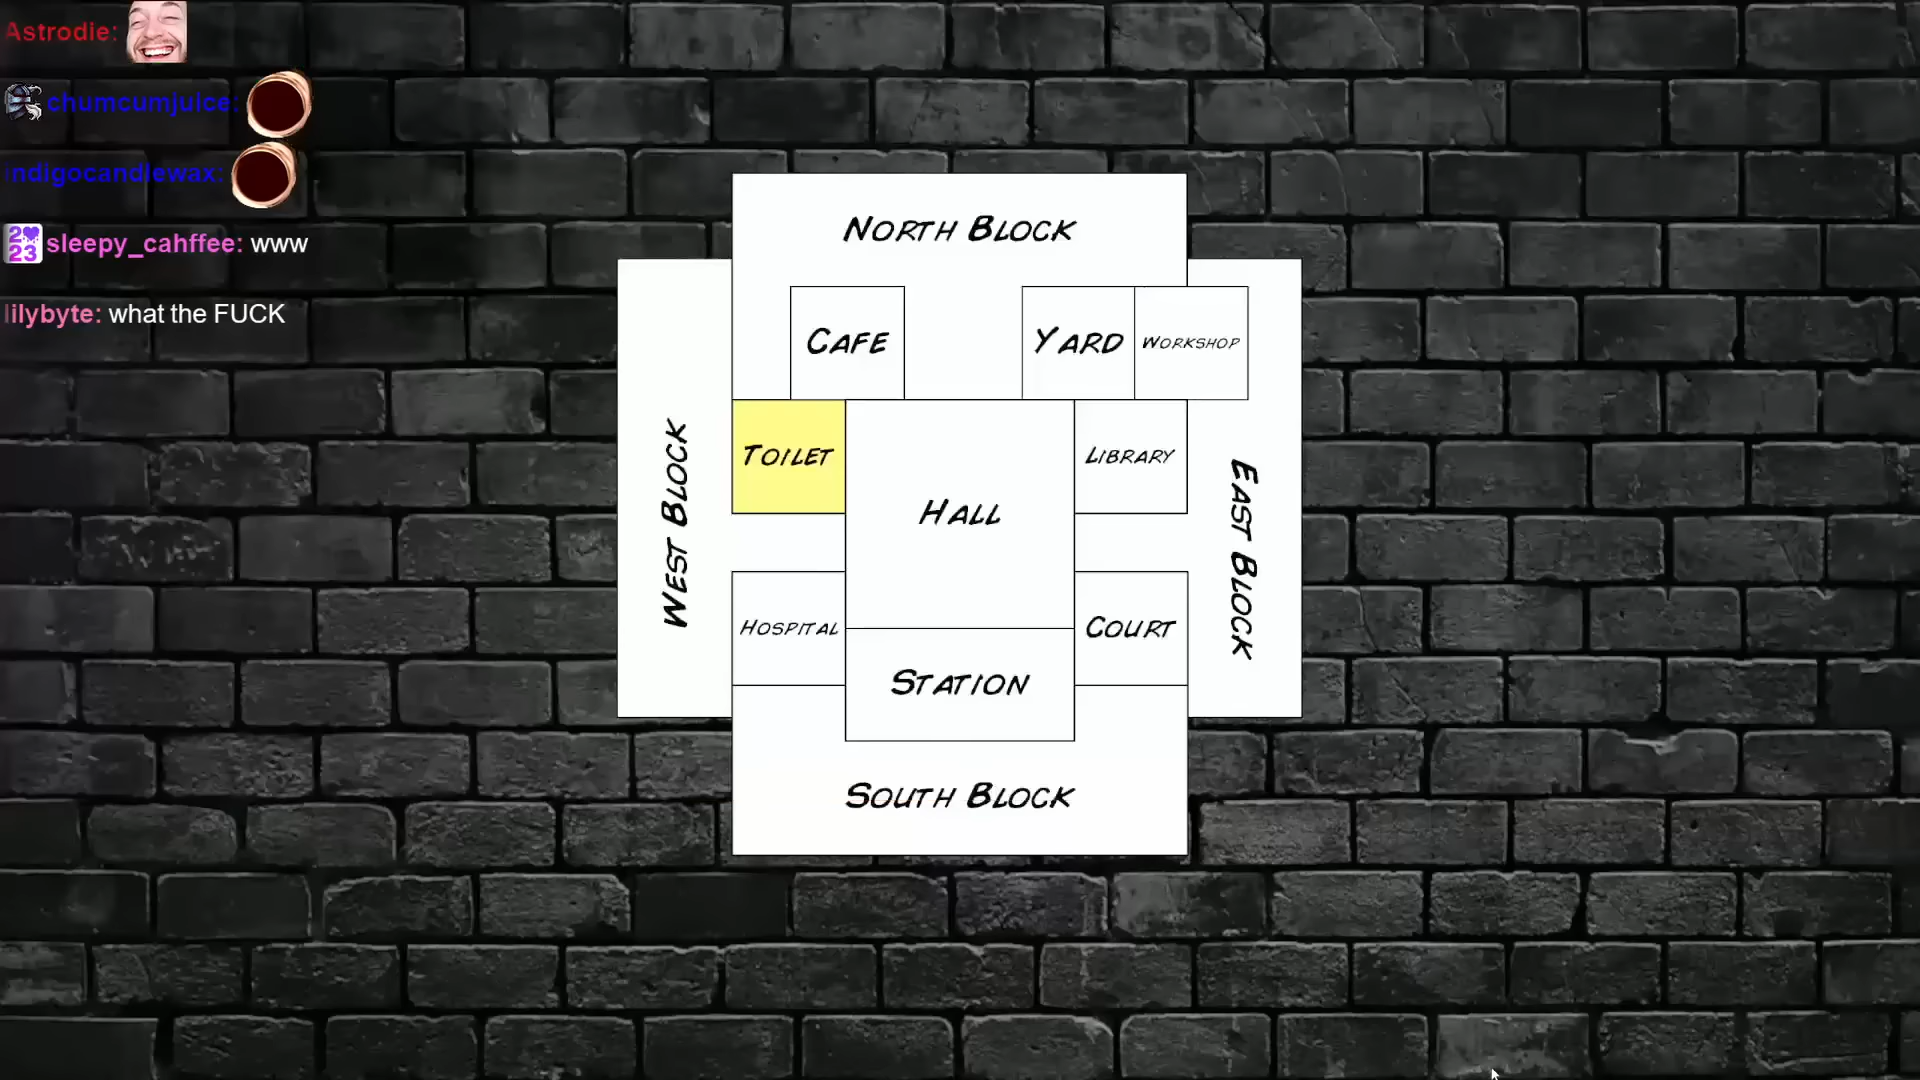 Astrodie:
chumcumjuice:
indigocandlewax:
2023 sleepy_cahffee: www
lilybyte: what the FUCK
NORTH BLOCK
CAFE
YARD
WORKSHOP
WEST BLOCK
TOILET
HALL
LIBRARY
EAST BLOCK
HOSPITAL
STATION
COURT
SOUTH BLOCK